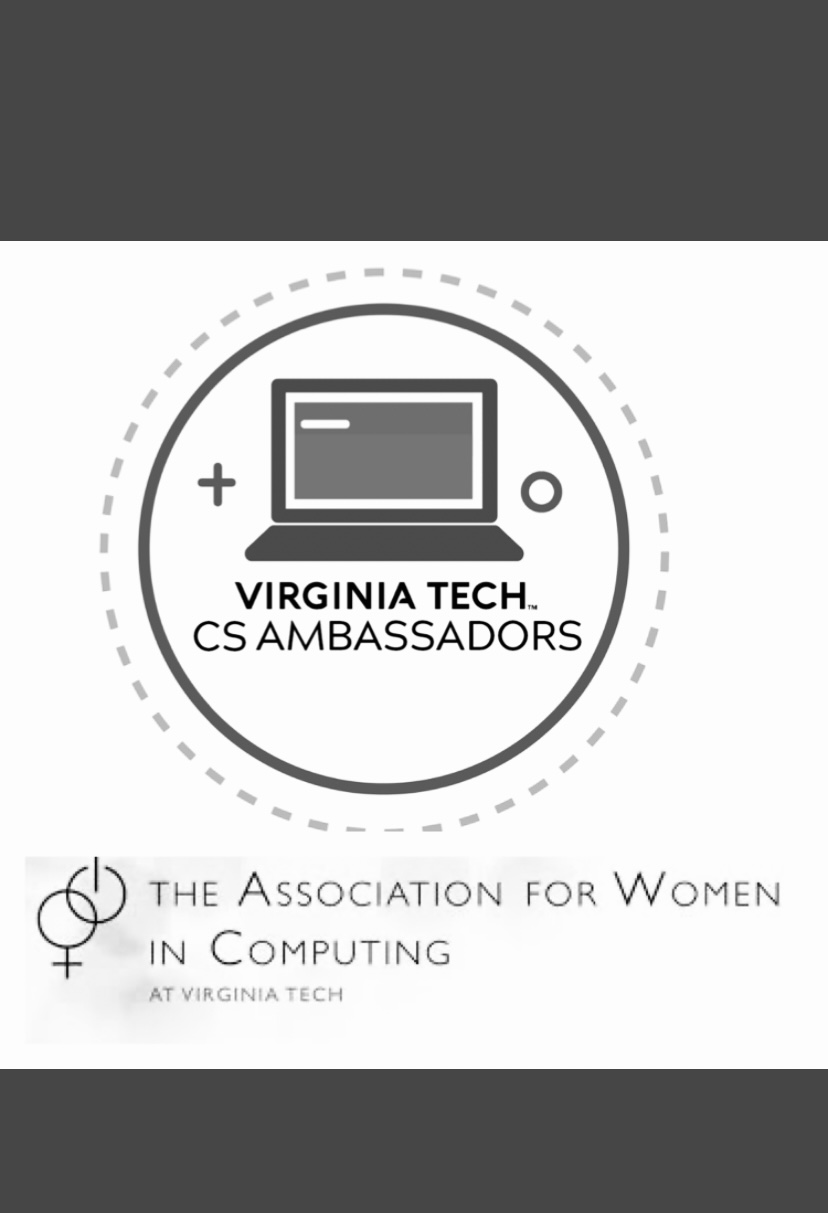 VIRGINIA TECH™
CS AMBASSADORS
THE ASSOCIATION FOR WOMEN
IN COMPUTING
AT VIRGINIA TECH